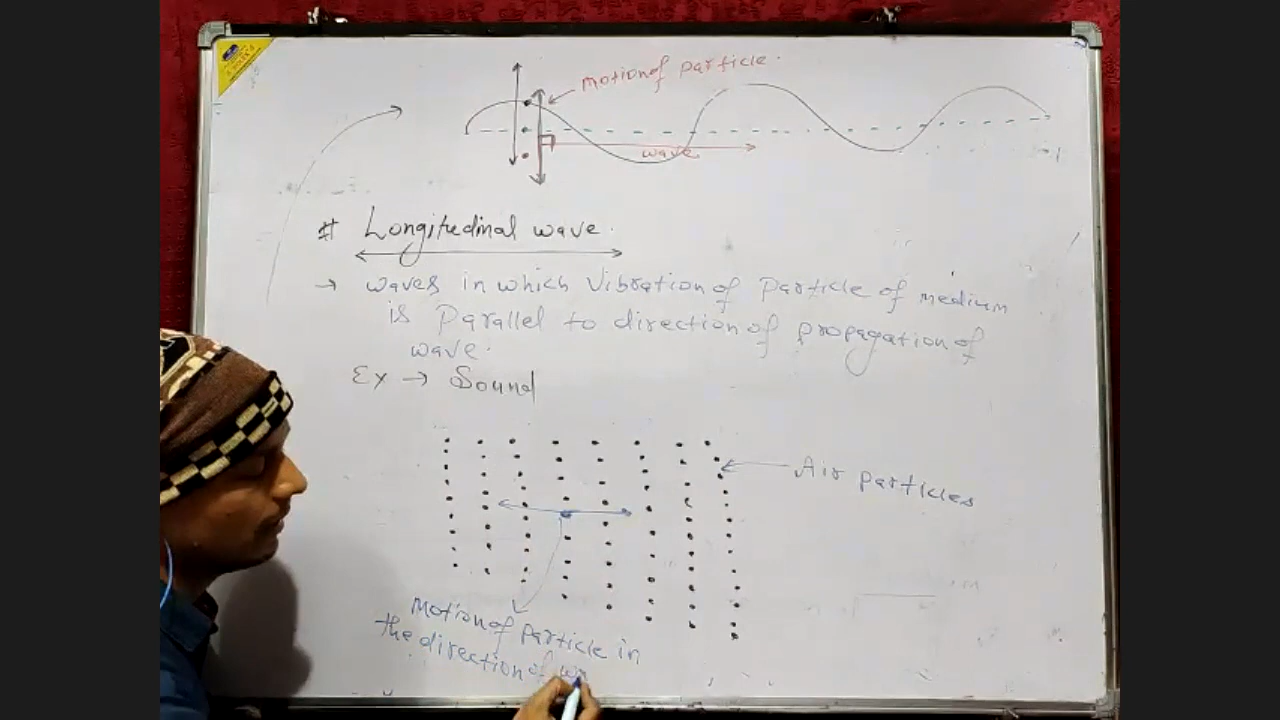 motion of particle.
wave
# Longitudinal wave.
→ waves in which vibration of particle of medium
is parallel to direction of propagation of
wave.
Ex → Sound
Air particles
Motion of particle in
the direction of